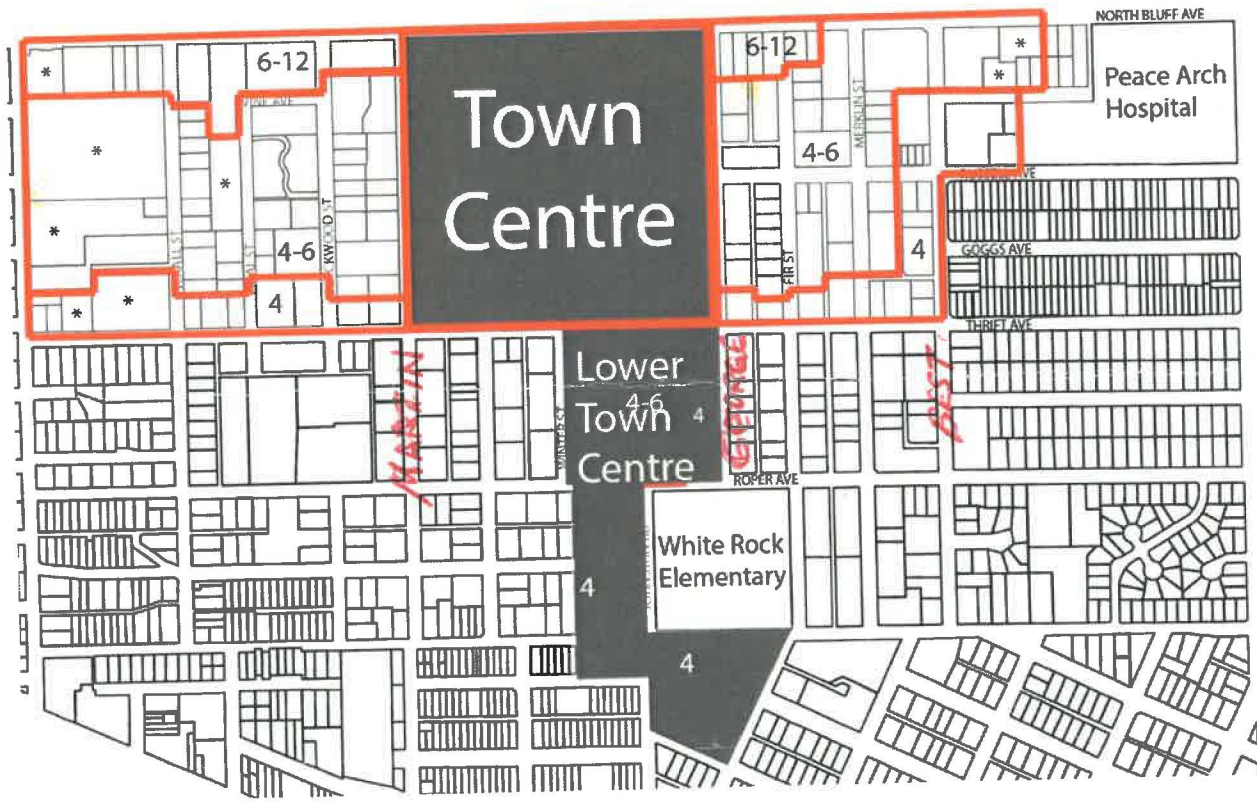 NORTH BLUFF AVE
*
6-12
6-12
*
*
Peace Arch
Hospital
Town
Centre
*
*
*
4-6
4-6
MERKLIN ST
4
FIR ST
GOGGS AVE
*
*
4
THRIFT AVE
MARTIN
Lower
4-6
Town
Centre
4
GEORGE
BEST
ROPER AVE
White Rock
Elementary
4
4